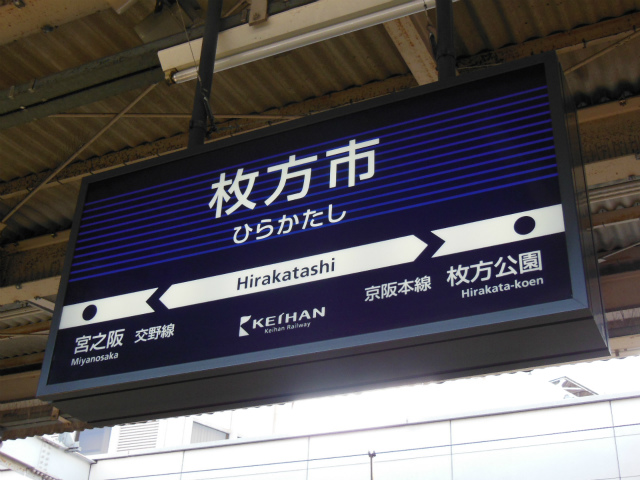 枚方市
ひらかたし
Hirakatashi
宮之阪 交野線
Miyanosaka
京阪本線 枚方公園
Hirakata-koen
KEIHAN
Keihan Railway